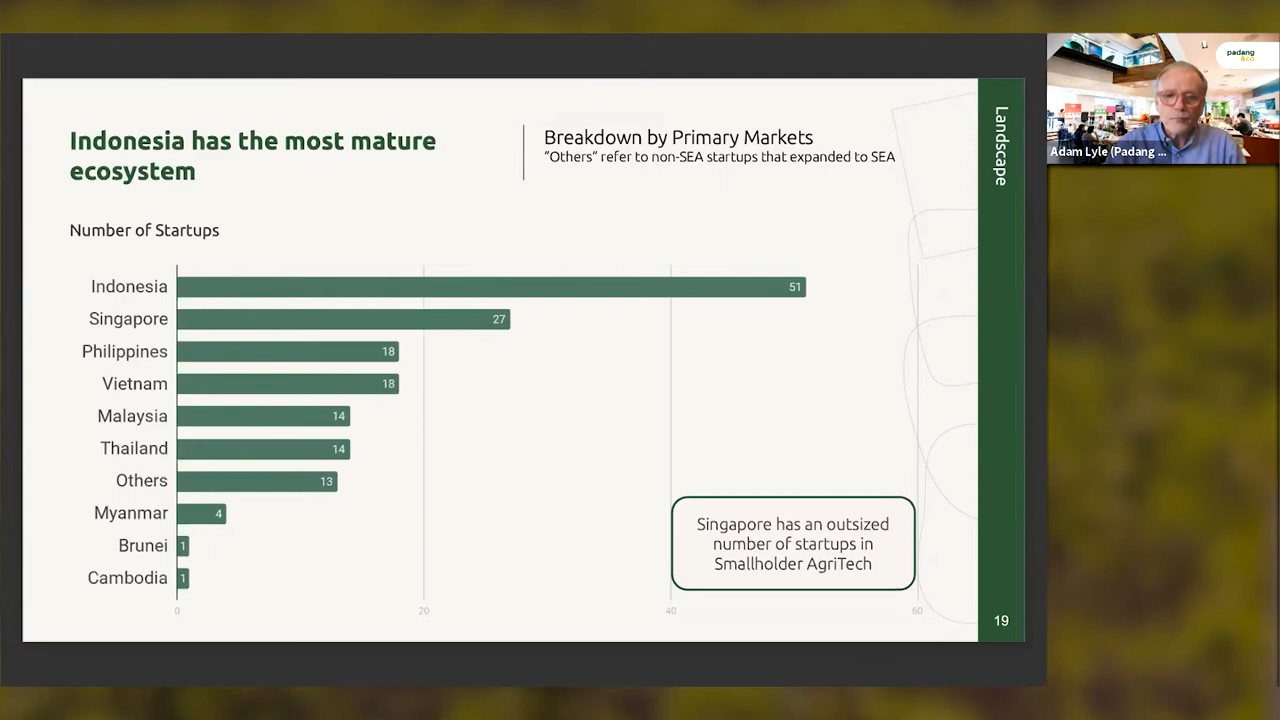 Indonesia has the most mature
ecosystem
Breakdown by Primary Markets
“Others” refer to non-SEA startups that expanded to SEA
Landscape
padang
&co
Adam Lyle (Padang ...
Number of Startups
Indonesia 51
Singapore 27
Philippines 18
Vietnam 18
Malaysia 14
Thailand 14
Others 13
Myanmar 4
Brunei 1
Cambodia 1
0 20 40 60
Singapore has an outsized
number of startups in
Smallholder AgriTech
19